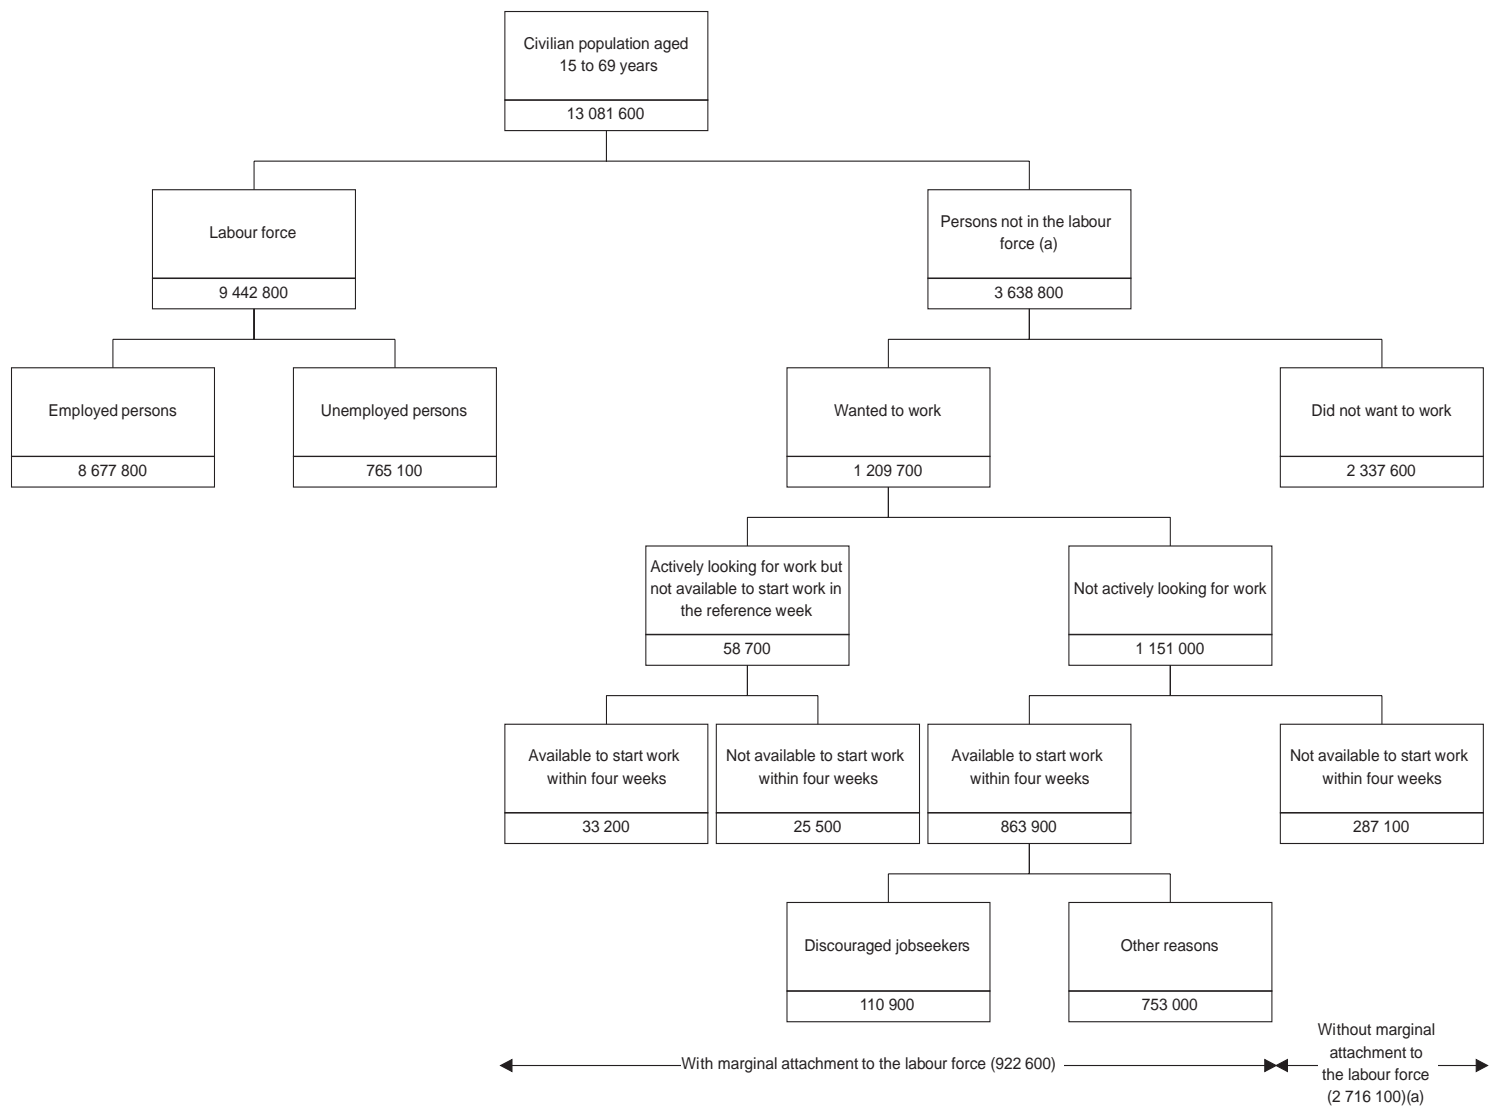 Civilian population aged
15 to 69 years
13 081 600
Labour force
9 442 800
Persons not in the labour
force (a)
3 638 800
Employed persons
8 677 800
Unemployed persons
765 100
Wanted to work
1 209 700
Did not want to work
2 337 600
Actively looking for work but
not available to start work in
the reference week
58 700
Not actively looking for work
1 151 000
Available to start work
within four weeks
33 200
Not available to start work
within four weeks
25 500
Available to start work
within four weeks
863 900
Not available to start work
within four weeks
287 100
Discouraged jobseekers
110 900
Other reasons
753 000
With marginal attachment to the labour force (922 600)
Without marginal
attachment to
the labour force
(2 716 100)(a)